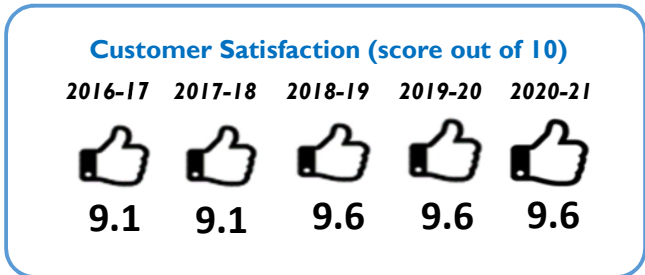 Customer Satisfaction (score out of 10)
2016-17 2017-18 2018-19 2019-20 2020-21
9.1 9.1 9.6 9.6 9.6